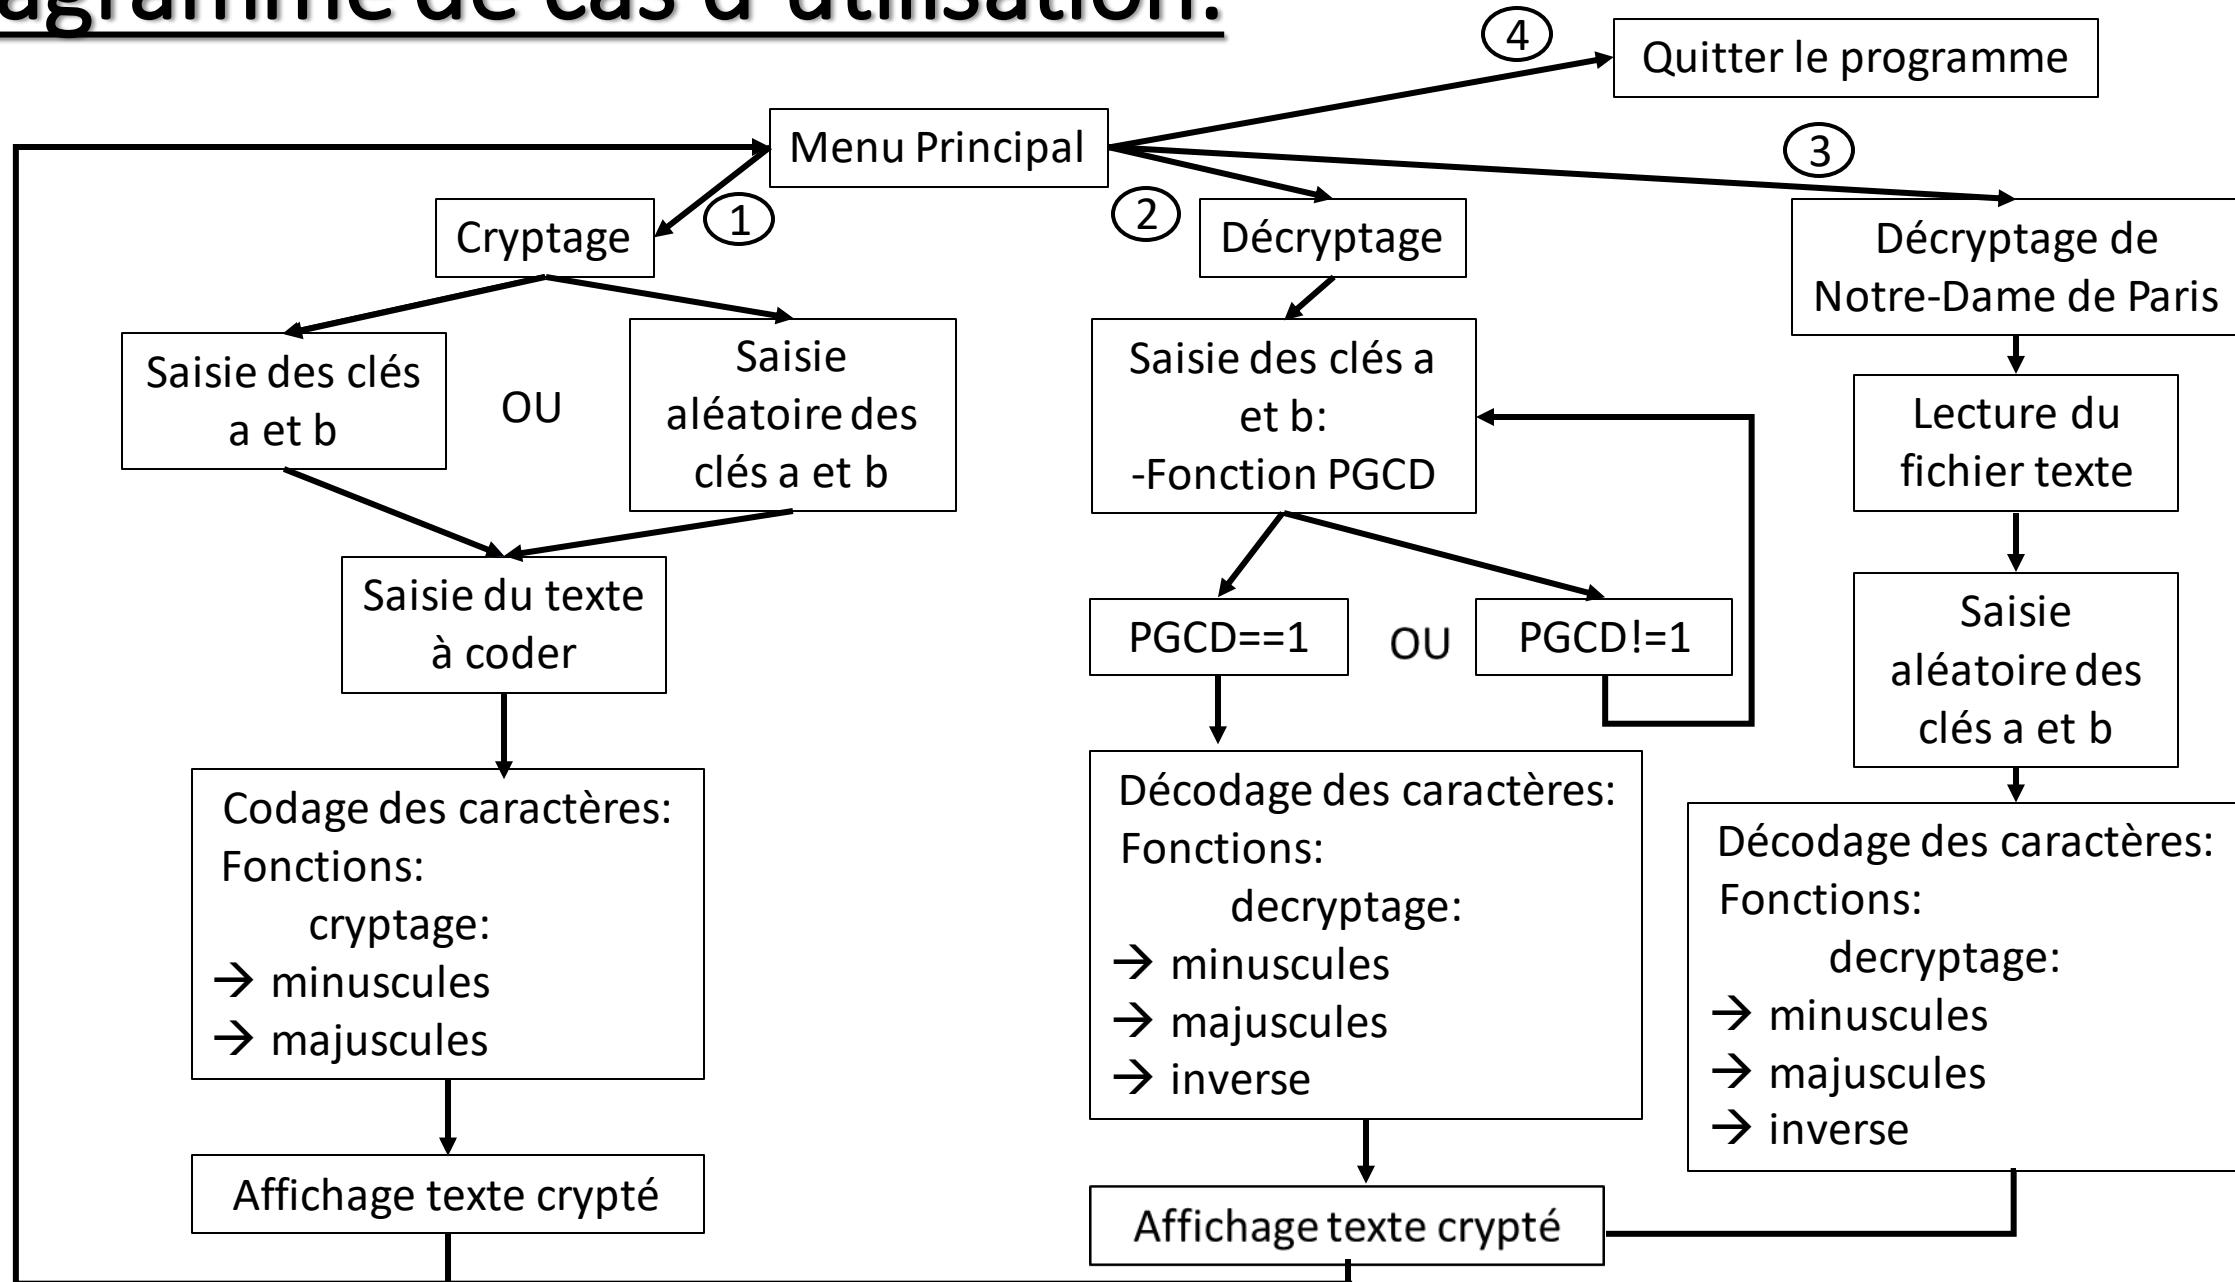 agramme de cas d'utilisation:
4
Quitter le programme
Menu Principal
3
1
2
Cryptage
Décryptage
Décryptage de
Notre-Dame de Paris
Saisie des clés
a et b
OU
Saisie
aléatoire des
clés a et b
Saisie des clés a
et b:
-Fonction PGCD
Lecture du
fichier texte
Saisie du texte
à coder
PGCD==1
OU
PGCD!=1
Saisie
aléatoire des
clés a et b
Codage des caractères:
Fonctions:
cryptage:
→ minuscules
→ majuscules
Décodage des caractères:
Fonctions:
decryptage:
→ minuscules
→ majuscules
→ inverse
Décodage des caractères:
Fonctions:
decryptage:
→ minuscules
→ majuscules
→ inverse
Affichage texte crypté
Affichage texte crypté